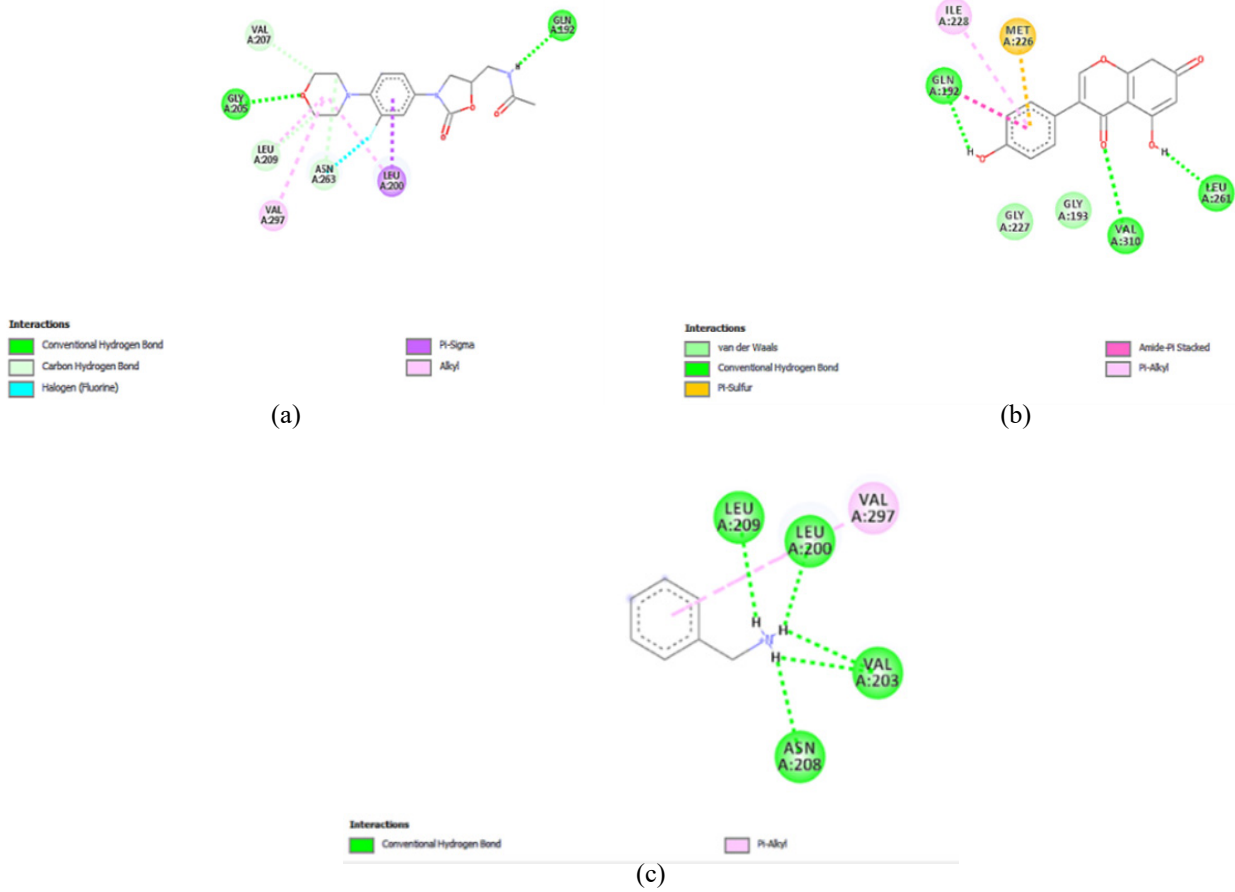 VAL
A:207
GLN
A:192
GLY
A:205
LEU
A:209
ASN
A:263
LEU
A:200
VAL
A:297
H
N
N
N
O
O
O
O
Interactions
Conventional Hydrogen Bond
Carbon Hydrogen Bond
Halogen (Fluorine)
Pi-Sigma
Alkyl
(a)
ILE
A:228
MET
A:226
GLN
A:192
GLY
A:227
GLY
A:193
VAL
A:310
LEU
A:261
H
O
O
O
O
O
H
Interactions
van der Waals
Conventional Hydrogen Bond
Pi-Sulfur
Amide-Pi Stacked
Pi-Alkyl
(b)
LEU
A:209
LEU
A:200
VAL
A:297
VAL
A:203
ASN
A:208
H
H
N
H
Interactions
Conventional Hydrogen Bond
Pi-Alkyl
(c)